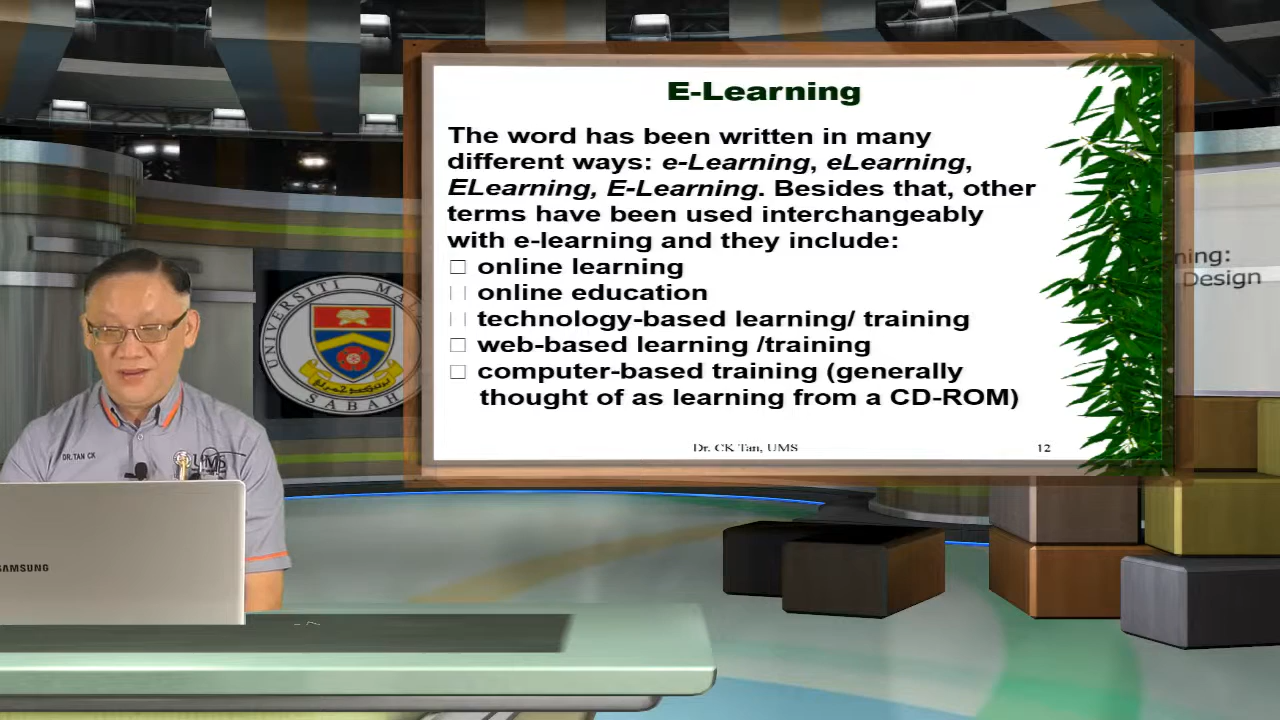 E-Learning
The word has been written in many
different ways: e-Learning, eLearning,
ELearning, E-Learning. Besides that, other
terms have been used interchangeably
with e-learning and they include:
□ online learning
□ online education
□ technology-based learning/ training
□ web-based learning /training
□ computer-based training (generally
thought of as learning from a CD-ROM)
Dr. CK Tan, UMS
12
ning:
Design
UNIVERSITI MA
SABAH
DR.TAN CK
UMS
SAMSUNG